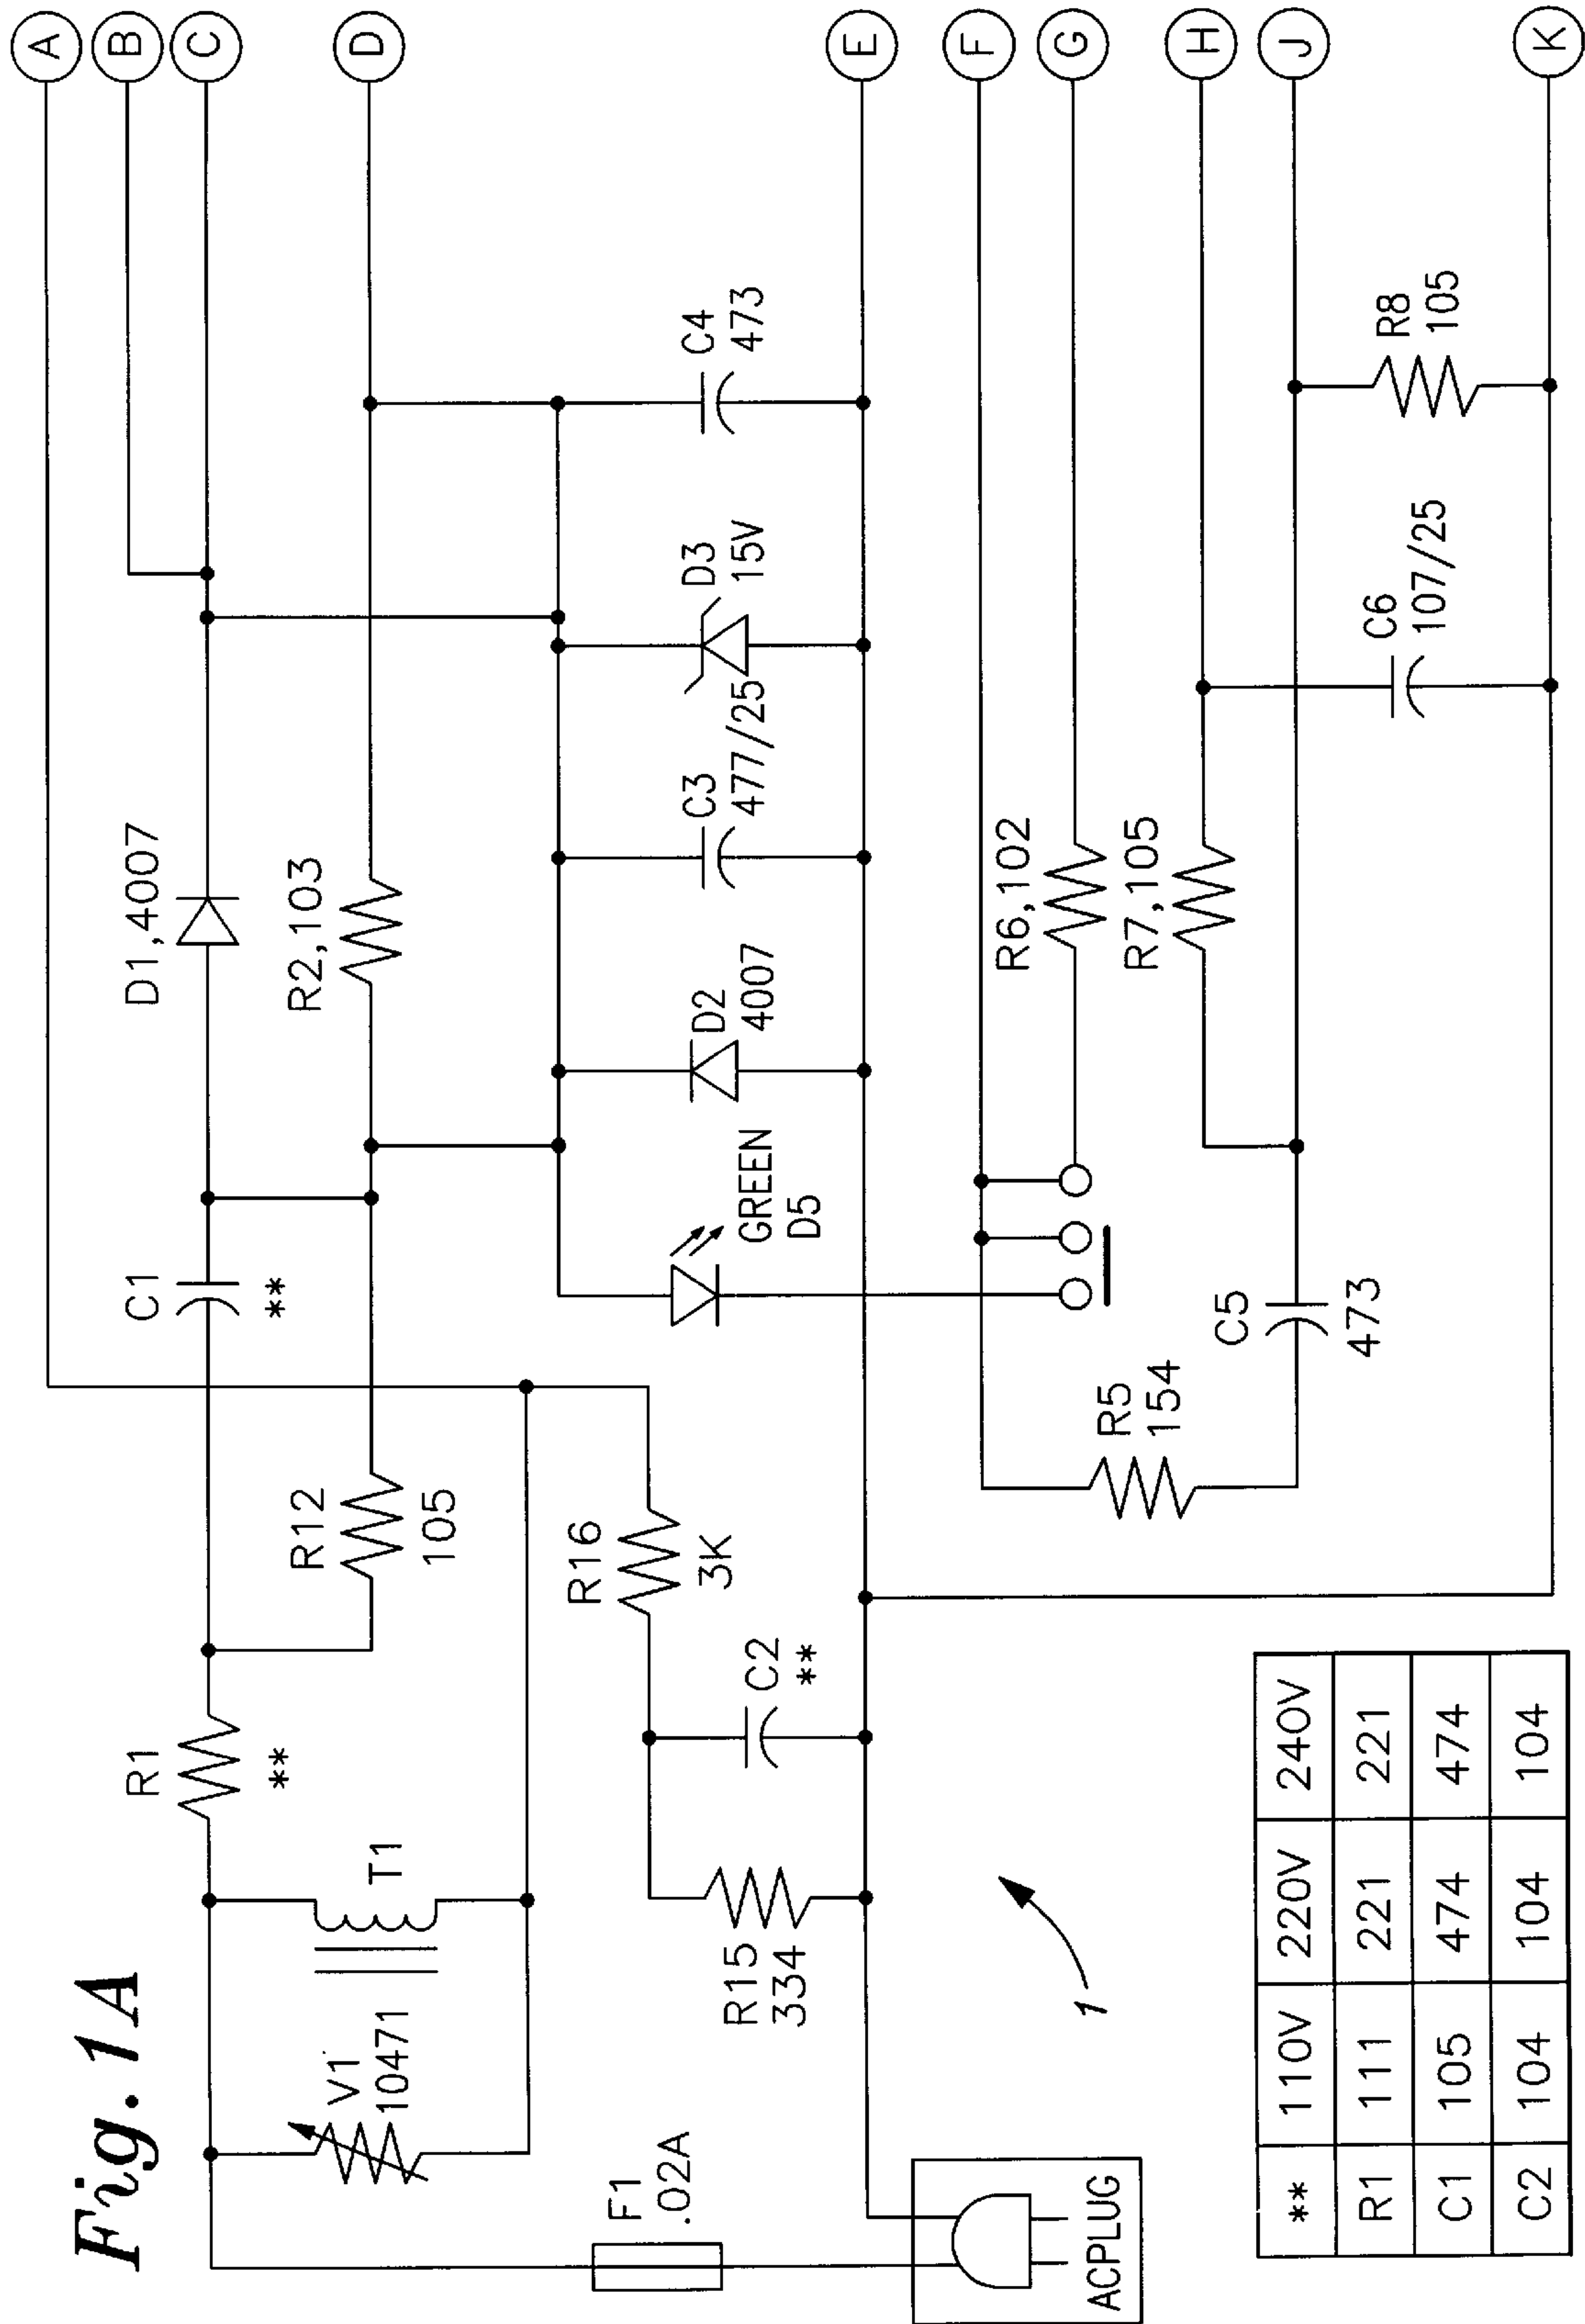 Fig. 1A
A
B
C
D
E
F
G
H
J
K
V1
10471
T1
R1
**
C1
**
D1,4007
R12
105
R2,103
R16
3K
C2
**
R15
334
F1
.02A
ACPLUG
GREEN
D5
D2
4007
C3
477/25
D3
15V
C4
473
R5
154
C5
473
R6,102
R7,105
C6
107/25
R8
105
1
** 110V 220V 240V
R1 111 221 221
C1 105 474 474
C2 104 104 104